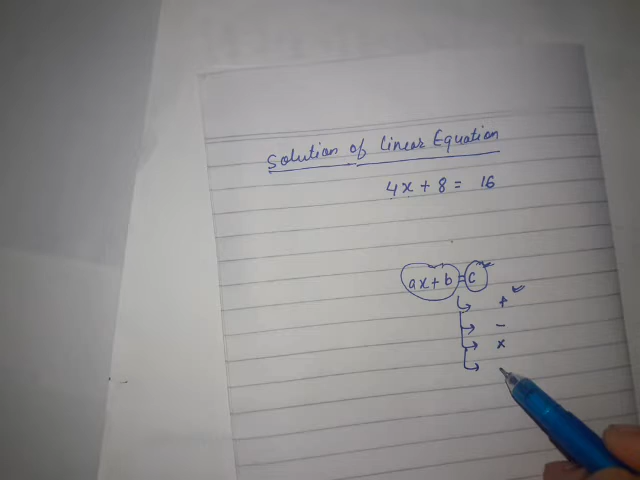 Solution of Linear Equation
4x + 8 = 16
ax + b = c
+
-
×